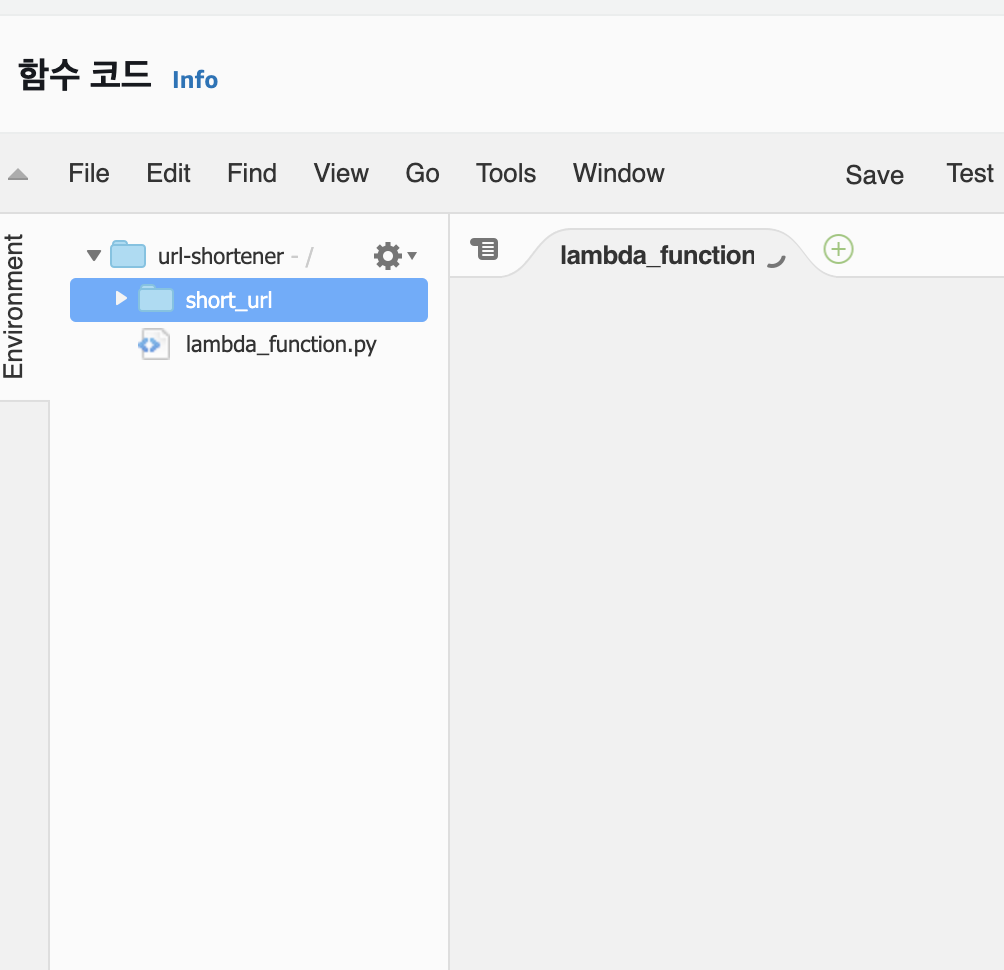 함수 코드 Info
File Edit Find View Go Tools Window Save Test
Environment
url-shortener - /
short_url
lambda_function.py
lambda_function